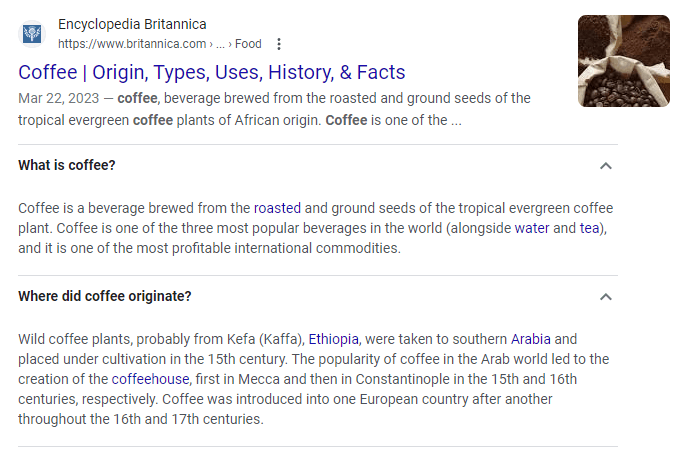 Encyclopedia Britannica
https://www.britannica.com › ... › Food
Coffee | Origin, Types, Uses, History, & Facts
Mar 22, 2023 — coffee, beverage brewed from the roasted and ground seeds of the
tropical evergreen coffee plants of African origin. Coffee is one of the ...
What is coffee?
Coffee is a beverage brewed from the roasted and ground seeds of the tropical evergreen coffee
plant. Coffee is one of the three most popular beverages in the world (alongside water and tea),
and it is one of the most profitable international commodities.
Where did coffee originate?
Wild coffee plants, probably from Kefa (Kaffa), Ethiopia, were taken to southern Arabia and
placed under cultivation in the 15th century. The popularity of coffee in the Arab world led to the
creation of the coffeehouse, first in Mecca and then in Constantinople in the 15th and 16th
centuries, respectively. Coffee was introduced into one European country after another
throughout the 16th and 17th centuries.